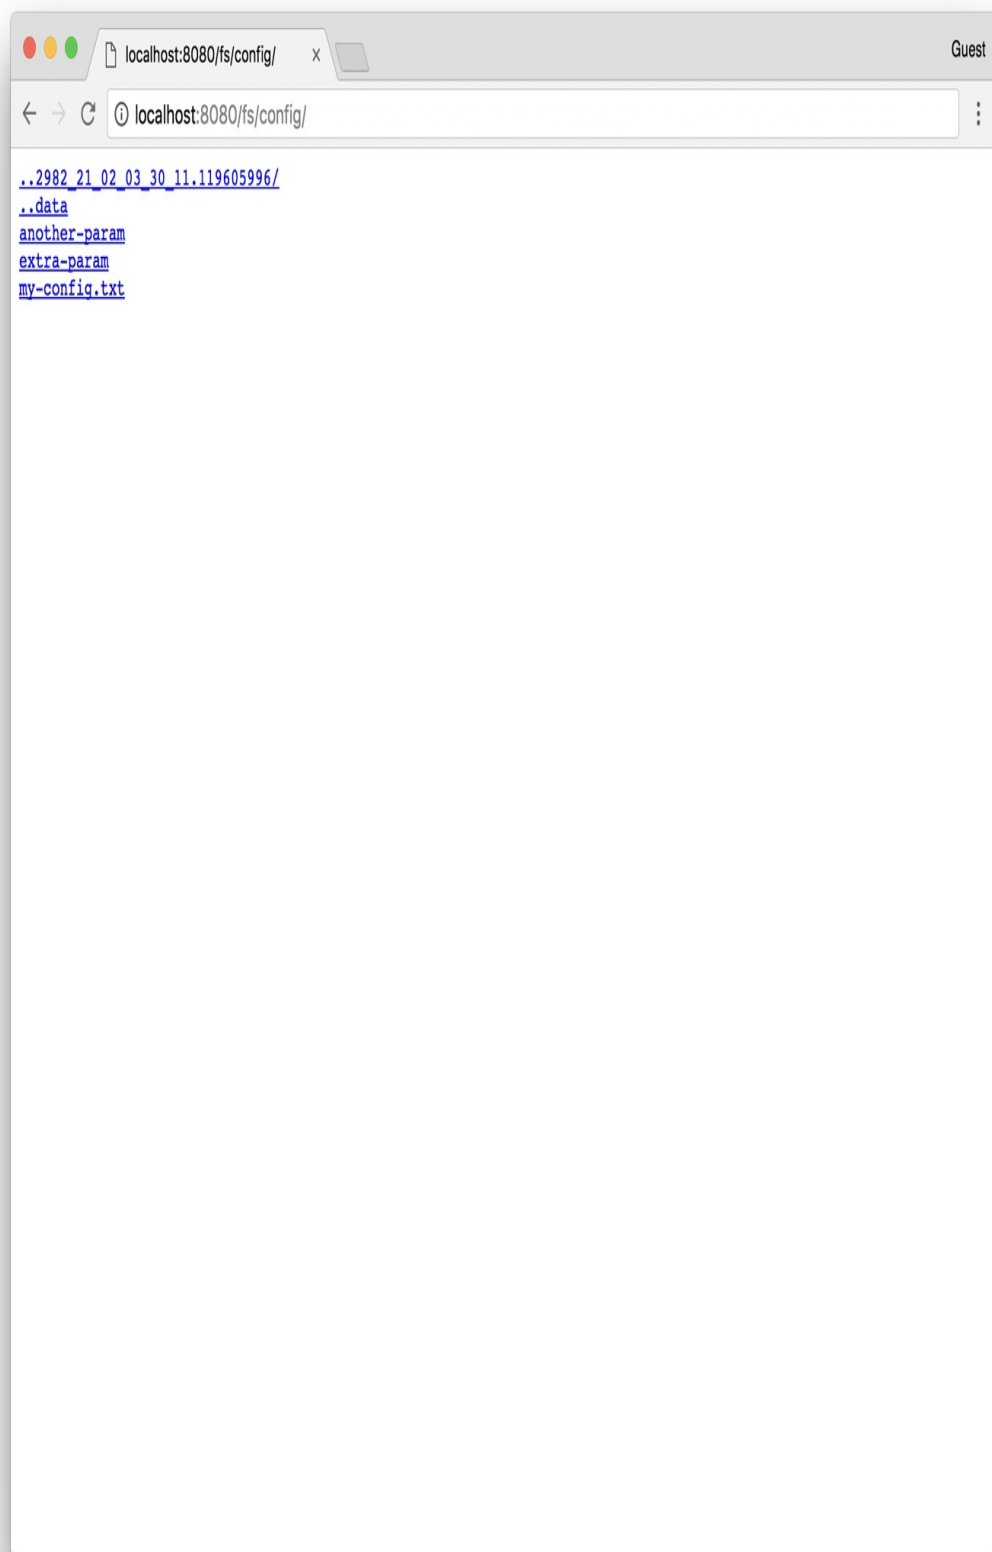 localhost:8080/fs/config/
Guest
localhost:8080/fs/config/
..2982_21_02_03_30_11.119605996/
..data
another-param
extra-param
my-config.txt